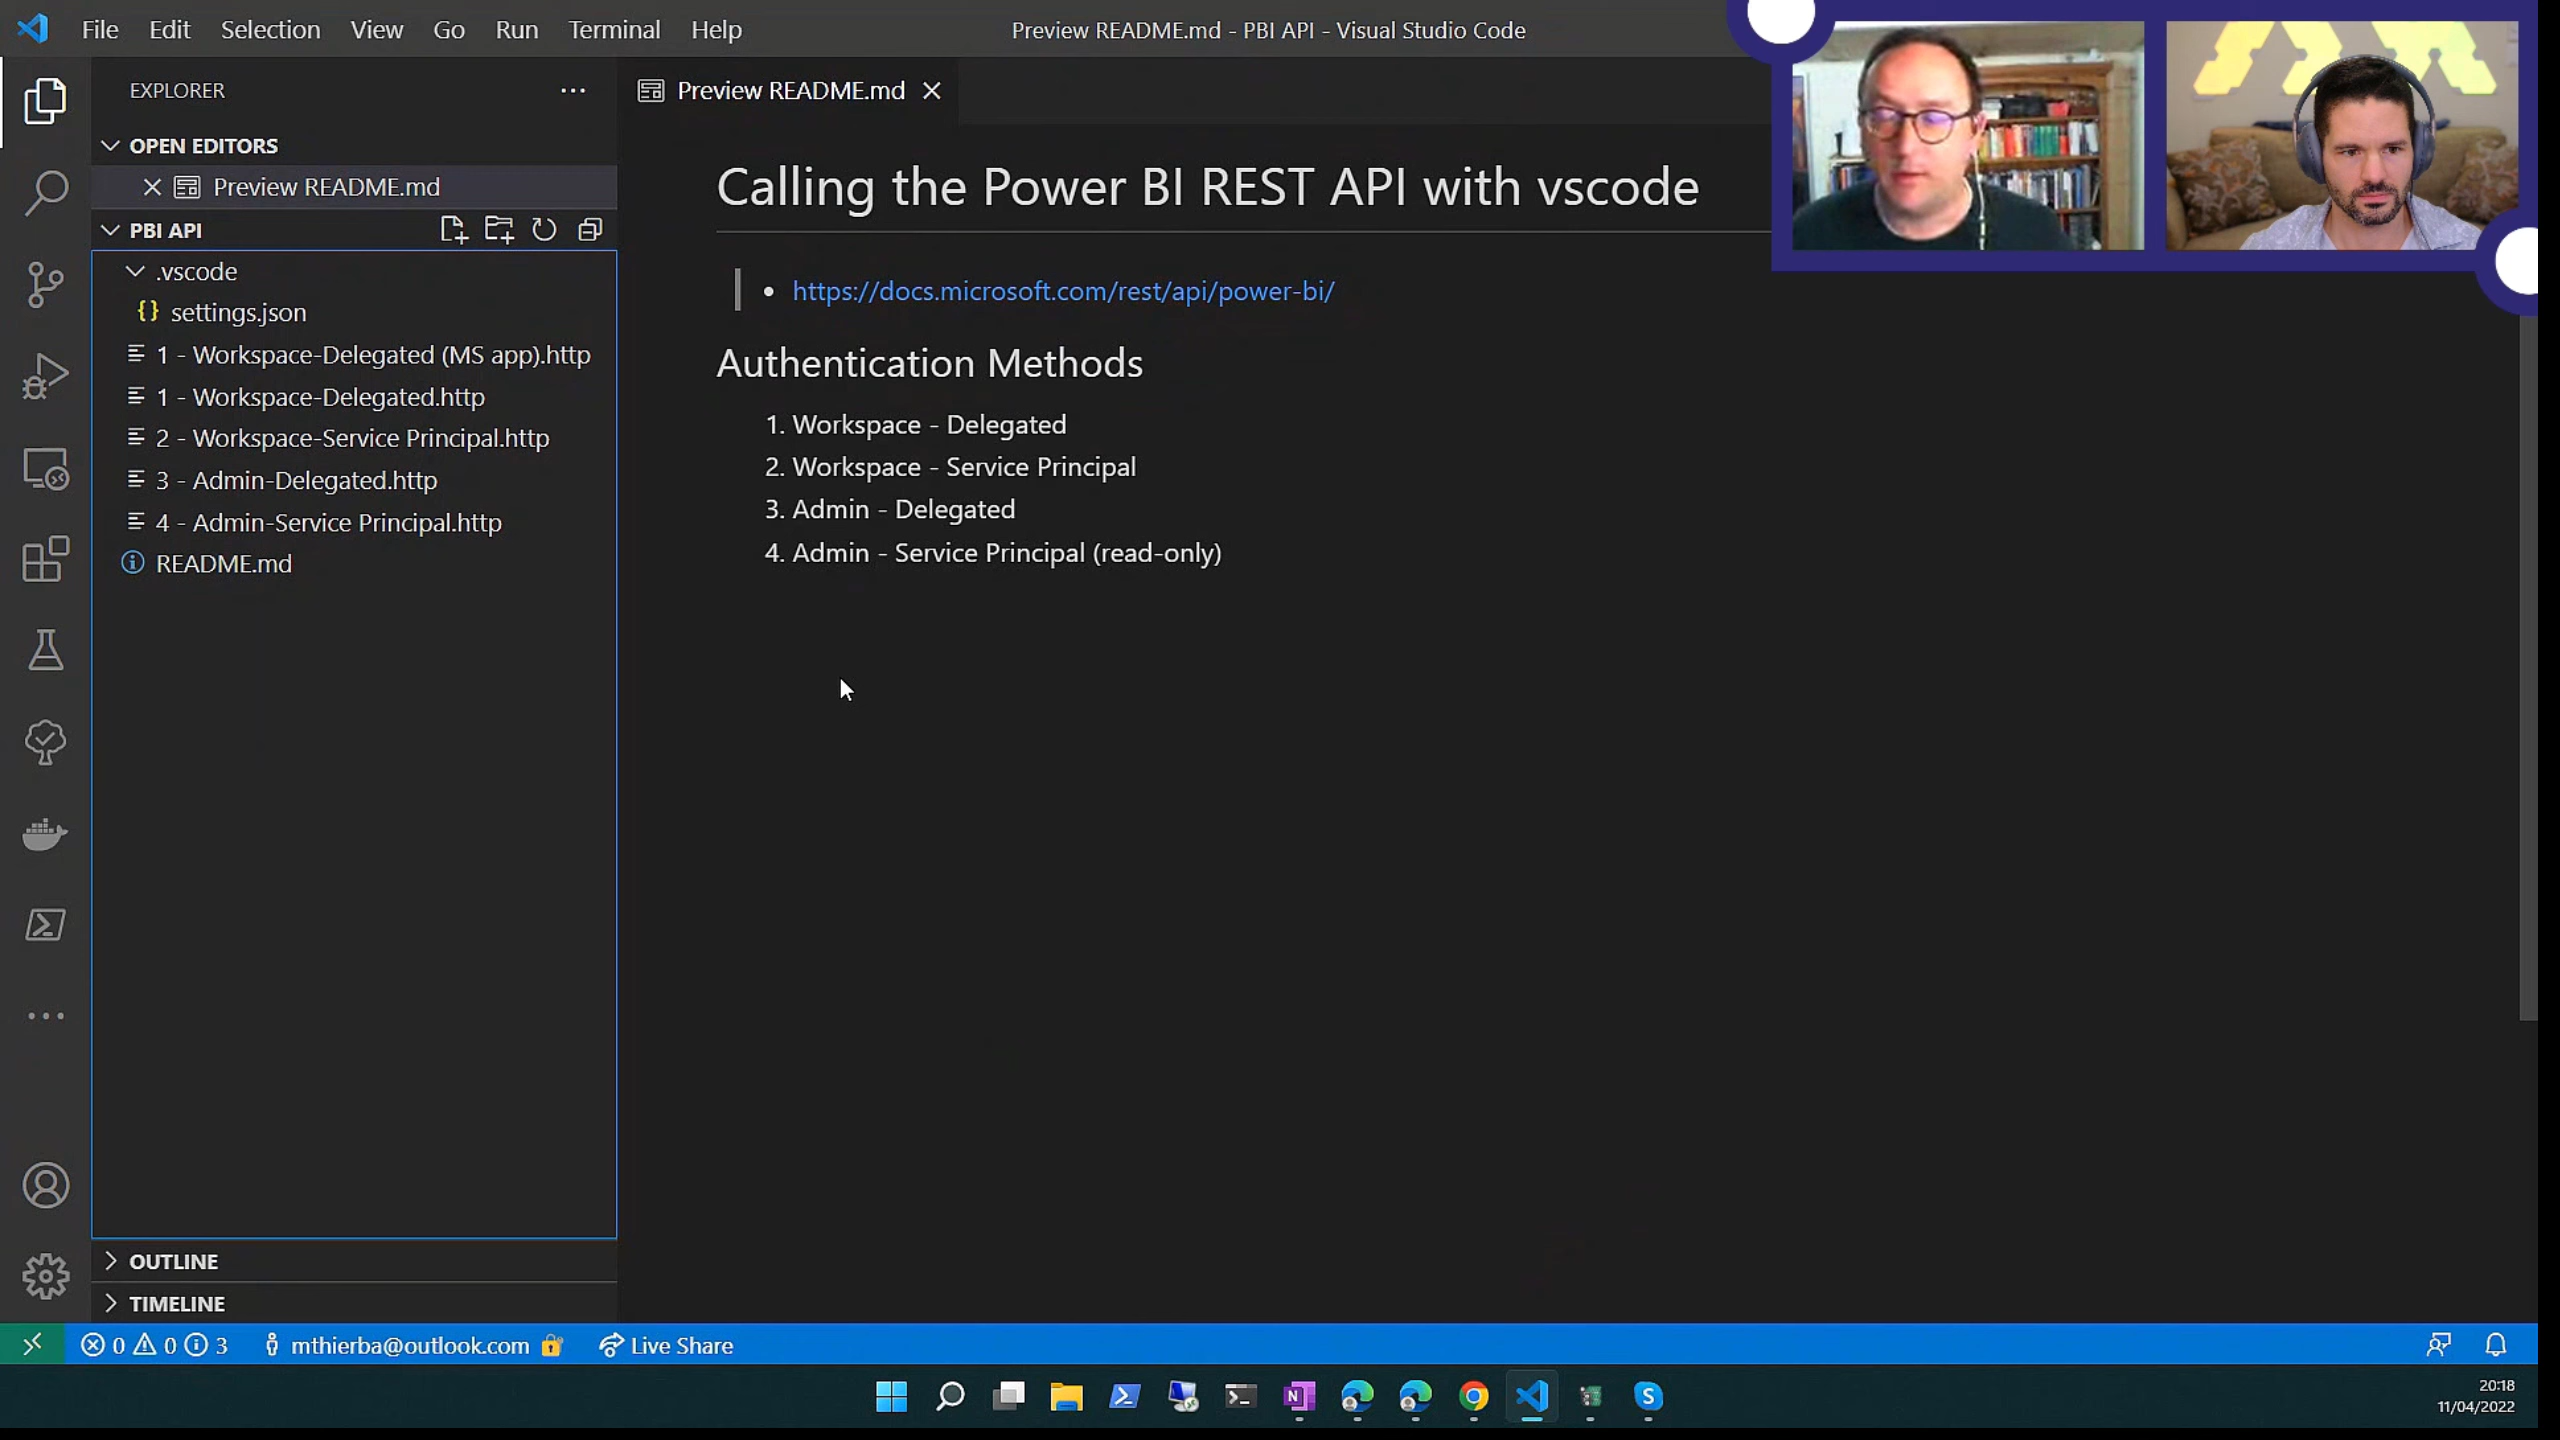 File Edit Selection View Go Run Terminal Help
Preview README.md - PBI API - Visual Studio Code
EXPLORER
OPEN EDITORS
Preview README.md
PBI API
.vscode
{} settings.json
1 - Workspace-Delegated (MS app).http
1 - Workspace-Delegated.http
2 - Workspace-Service Principal.http
3 - Admin-Delegated.http
4 - Admin-Service Principal.http
README.md
OUTLINE
TIMELINE
Preview README.md
Calling the Power BI REST API with vscode
• https://docs.microsoft.com/rest/api/power-bi/
Authentication Methods
1. Workspace - Delegated
2. Workspace - Service Principal
3. Admin - Delegated
4. Admin - Service Principal (read-only)
0 0 3 mthierba@outlook.com Live Share
20:18
11/04/2022